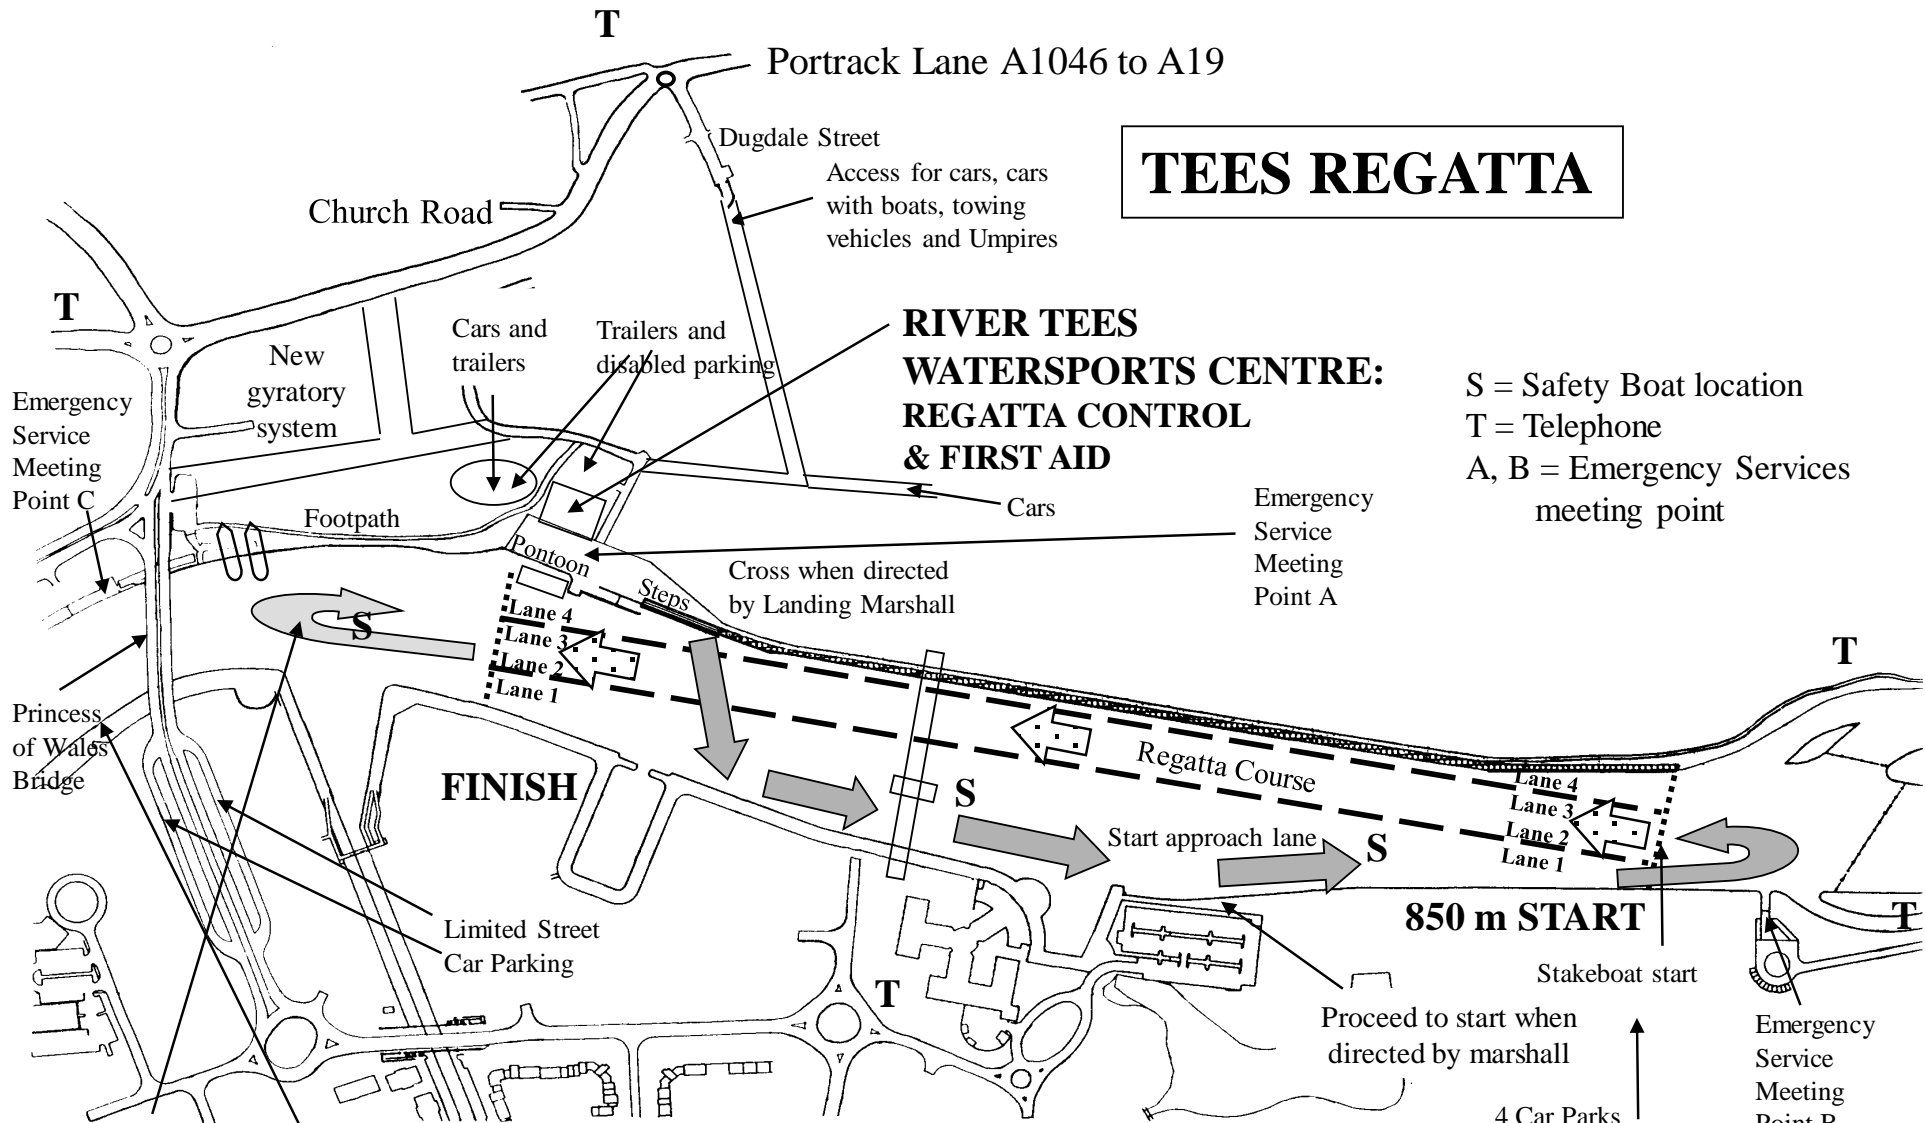 T
Portrack Lane A1046 to A19
Dugdale Street
TEES REGATTA
Access for cars, cars
with boats, towing
vehicles and Umpires
Church Road
T
Cars and
trailers
Trailers and
disabled parking
New
gyratory
system
RIVER TEES
WATERSPORTS CENTRE:
REGATTA CONTROL
& FIRST AID
S = Safety Boat location
T = Telephone
A, B = Emergency Services
meeting point
Emergency
Service
Meeting
Point C
Footpath
Cars
Emergency
Service
Meeting
Point A
Pontoon
Steps
Cross when directed
by Landing Marshall
S
Lane 4
Lane 3
Lane 2
Lane 1
T
Princess
of Wales
Bridge
FINISH
Regatta Course
S
Start approach lane
S
Lane 4
Lane 3
Lane 2
Lane 1
850 m START
T
Limited Street
Car Parking
Stakeboat start
T
Proceed to start when
directed by marshall
Emergency
Service
Meeting
Point B
4 Car Parks